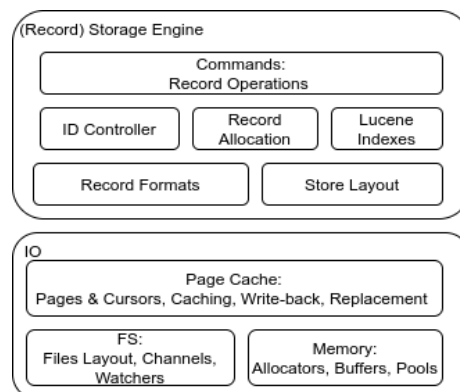 (Record) Storage Engine
Commands:
Record Operations
ID Controller
Record
Allocation
Lucene
Indexes
Record Formats
Store Layout
IO
Page Cache:
Pages & Cursors, Caching, Write-back, Replacement
FS:
Files Layout, Channels,
Watchers
Memory:
Allocators, Buffers, Pools